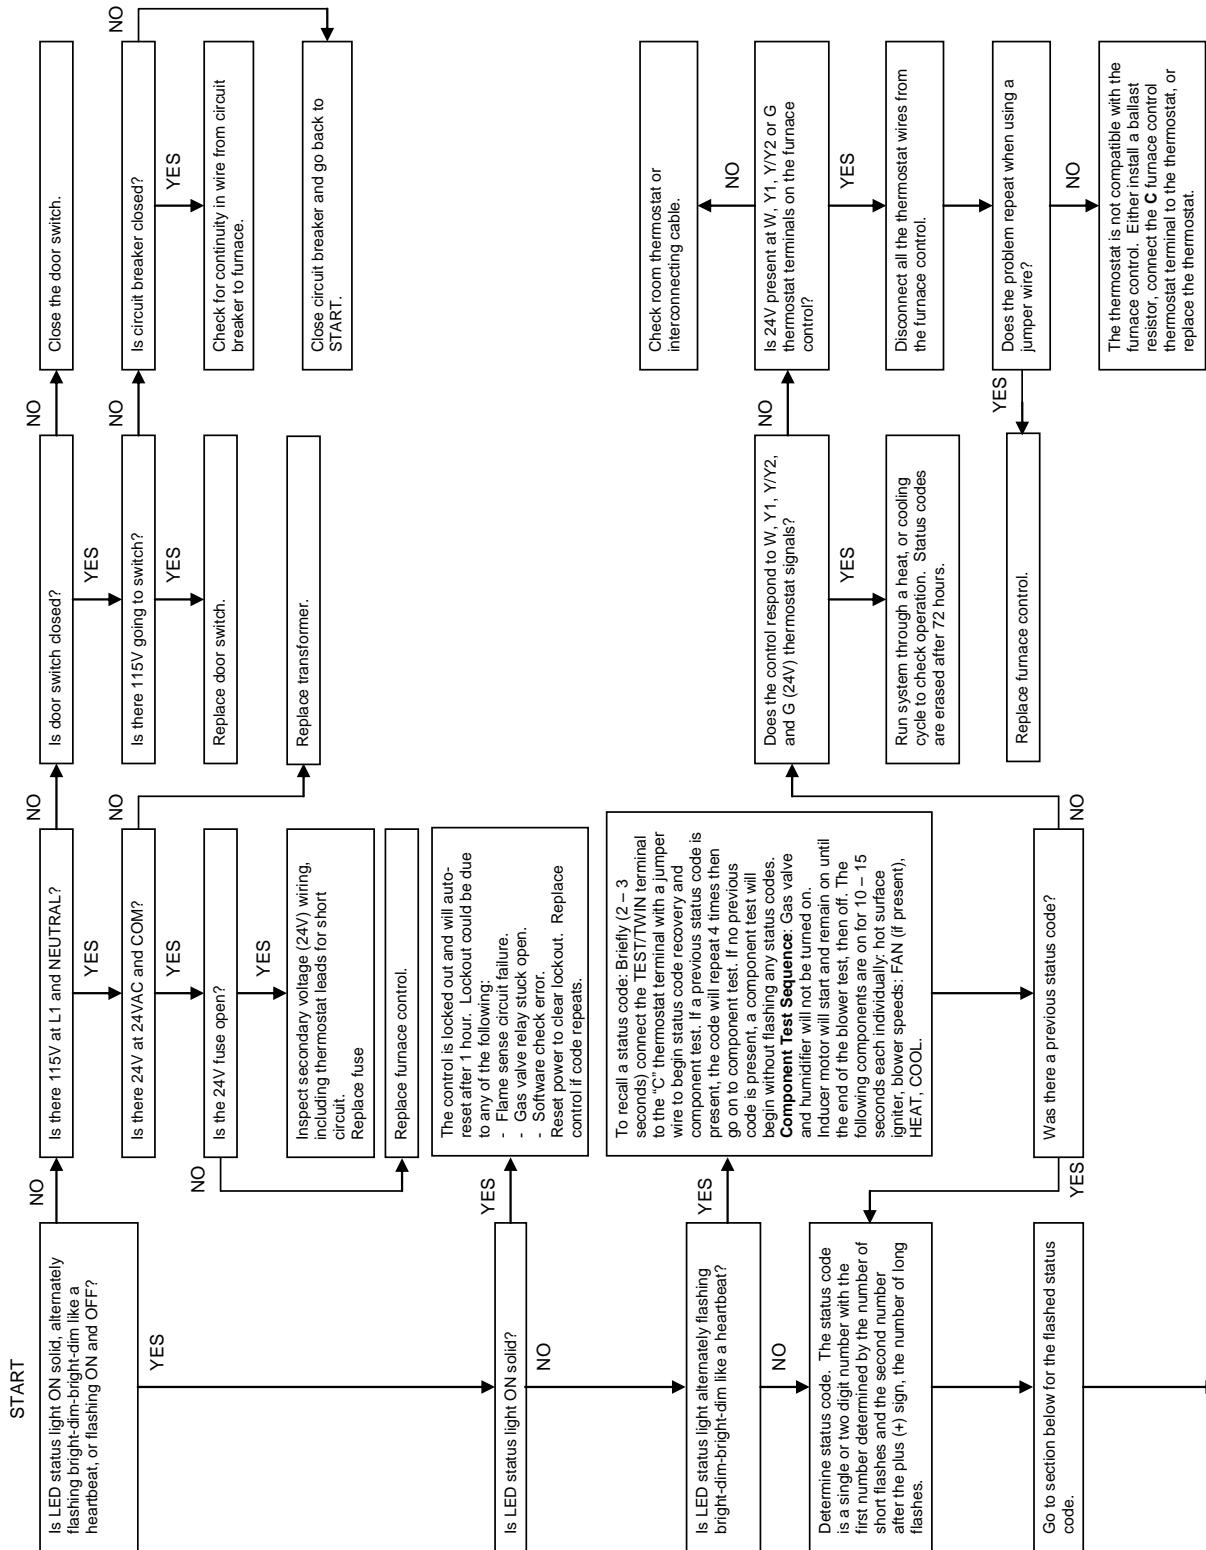 START
Is LED status light ON solid, alternately
flashing bright-dim-bright-dim like a
heartbeat, or flashing ON and OFF?
NO
YES
Is there 115V at L1 and NEUTRAL?
NO
YES
Is door switch closed?
NO
YES
Close the door switch.
Is there 24V at 24VAC and COM?
NO
YES
Is there 115V going to switch?
NO
YES
Is circuit breaker closed?
NO
YES
Is the 24V fuse open?
NO
YES
Replace door switch.
Check for continuity in wire from circuit
breaker to furnace.
Inspect secondary voltage (24V) wiring,
including thermostat leads for short
circuit.
Replace fuse
Replace transformer.
Close circuit breaker and go back to
START.
Replace furnace control.
Is LED status light ON solid?
YES
NO
The control is locked out and will auto-
reset after 1 hour. Lockout could be due
to any of the following:
- Flame sense circuit failure.
- Gas valve relay stuck open.
- Software check error.
Reset power to clear lockout. Replace
control if code repeats.
Is LED status light alternately flashing
bright-dim-bright-dim like a heartbeat?
YES
NO
To recall a status code: Briefly (2 – 3
seconds) connect the TEST/TWIN terminal
to the “C” thermostat terminal with a jumper
wire to begin status code recovery and
component test. If a previous status code is
present, the code will repeat 4 times then
go on to component test. If no previous
code is present, a component test will
begin without flashing any status codes.
Component Test Sequence: Gas valve
and humidifier will not be turned on.
Inducer motor will start and remain on until
the end of the blower test, then off. The
following components are on for 10 – 15
seconds each individually: hot surface
igniter, blower speeds: FAN (if present),
HEAT, COOL.
Does the control respond to W, Y1, Y/Y2,
and G (24V) thermostat signals?
NO
YES
Check room thermostat or
interconnecting cable.
NO
Is 24V present at W, Y1, Y/Y2 or G
thermostat terminals on the furnace
control?
YES
Run system through a heat, or cooling
cycle to check operation. Status codes
are erased after 72 hours.
Disconnect all the thermostat wires from
the furnace control.
Determine status code. The status code
is a single or two digit number with the
first number determined by the number of
short flashes and the second number
after the plus (+) sign, the number of long
flashes.
Was there a previous status code?
YES
NO
Replace furnace control.
YES
Does the problem repeat when using a
jumper wire?
NO
Go to section below for the flashed status
code.
The thermostat is not compatible with the
furnace control. Either install a ballast
resistor, connect the C furnace control
thermostat terminal to the thermostat, or
replace the thermostat.